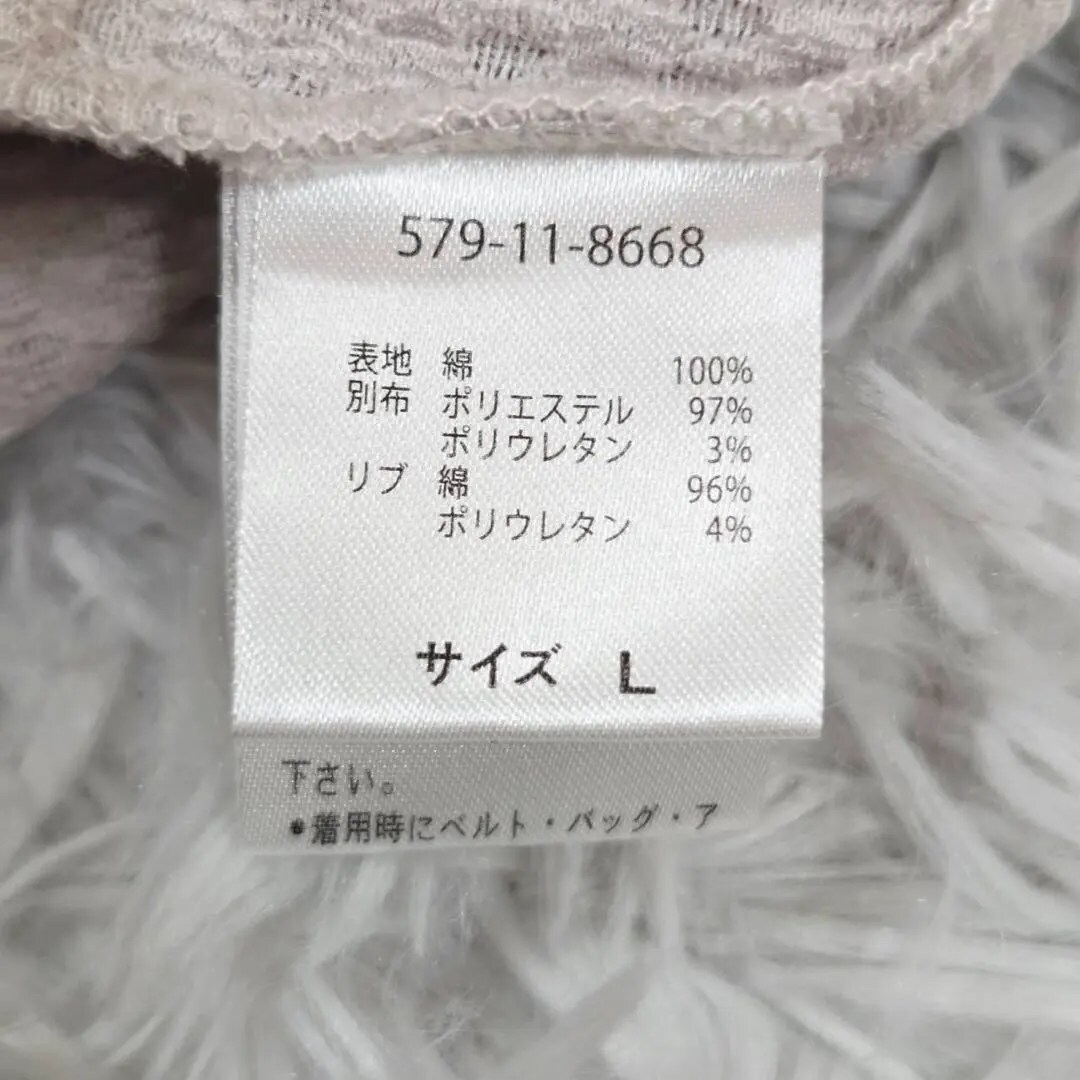 579-11-8668
表地 綿 100%
別布 ポリエステル 97%
ポリウレタン 3%
リブ 綿 96%
ポリウレタン 4%
サイズ L
下さい。
●着用時にベルト・バッグ・ア